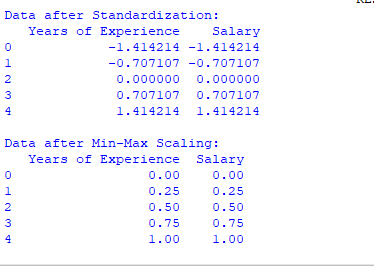 Data after Standardization:
   Years of Experience    Salary
0            -1.414214 -1.414214
1            -0.707107 -0.707107
2             0.000000  0.000000
3             0.707107  0.707107
4             1.414214  1.414214

Data after Min-Max Scaling:
   Years of Experience  Salary
0                 0.00    0.00
1                 0.25    0.25
2                 0.50    0.50
3                 0.75    0.75
4                 1.00    1.00